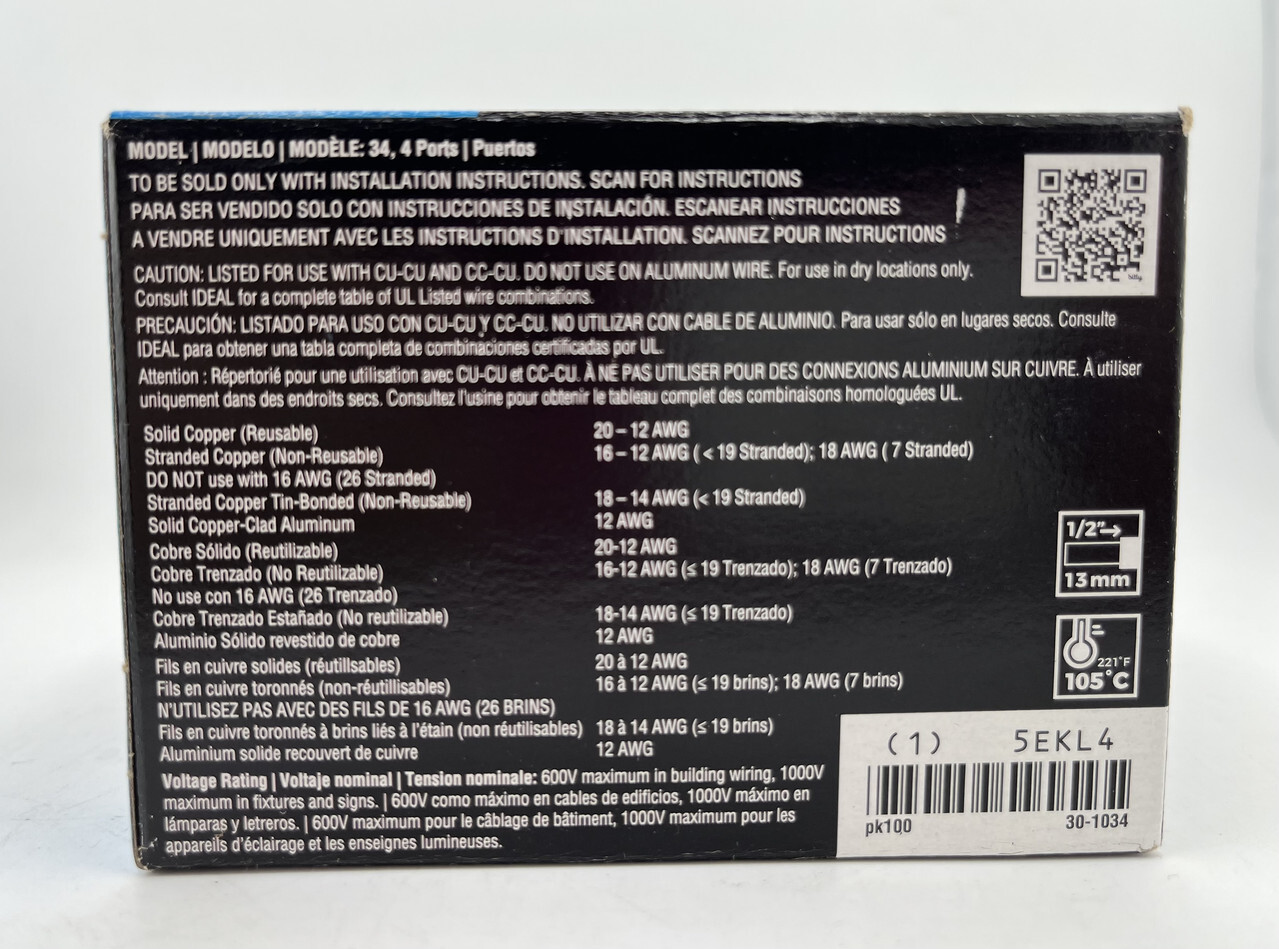 MODEL | MODELO | MODÈLE: 34, 4 Ports | Puertos
TO BE SOLD ONLY WITH INSTALLATION INSTRUCTIONS. SCAN FOR INSTRUCTIONS
PARA SER VENDIDO SOLO CON INSTRUCCIONES DE INSTALACIÓN. ESCANEAR INSTRUCCIONES
A VENDRE UNIQUEMENT AVEC LES INSTRUCTIONS D'INSTALLATION. SCANNEZ POUR INSTRUCTIONS
CAUTION: LISTED FOR USE WITH CU-CU AND CC-CU. DO NOT USE ON ALUMINUM WIRE. For use in dry locations only.
Consult IDEAL for a complete table of UL Listed wire combinations.
PRECAUCIÓN: LISTADO PARA USO CON CU-CU Y CC-CU. NO UTILIZAR CON CABLE DE ALUMINIO. Para usar sólo en lugares secos. Consulte
IDEAL para obtener una tabla completa de combinaciones certificadas por UL.
Attention : Répertorié pour une utilisation avec CU-CU et CC-CU. À NE PAS UTILISER POUR DES CONNEXIONS ALUMINIUM SUR CUIVRE. À utiliser
uniquement dans des endroits secs. Consultez l'usine pour obtenir le tableau complet des combinaisons homologuées UL.
Solid Copper (Reusable) 20 – 12 AWG
Stranded Copper (Non-Reusable) 16 – 12 AWG ( < 19 Stranded); 18 AWG ( 7 Stranded)
DO NOT use with 16 AWG (26 Stranded)
Stranded Copper Tin-Bonded (Non-Reusable) 18 – 14 AWG (< 19 Stranded)
Solid Copper-Clad Aluminum 12 AWG
Cobre Sólido (Reutilizable) 20-12 AWG
Cobre Trenzado (No Reutilizable) 16-12 AWG (≤ 19 Trenzado); 18 AWG (7 Trenzado)
No use con 16 AWG (26 Trenzado)
Cobre Trenzado Estañado (No reutilizable) 18-14 AWG (≤ 19 Trenzado)
Aluminio Sólido revestido de cobre 12 AWG
Fils en cuivre solides (réutillsables) 20 à 12 AWG
Fils en cuivre toronnés (non-réutillisables) 16 à 12 AWG (≤ 19 brins); 18 AWG (7 brins)
N'UTILISEZ PAS AVEC DES FILS DE 16 AWG (26 BRINS)
Fils en cuivre toronnés à brins liés à l'étain (non réutilisables) 18 à 14 AWG (≤ 19 brins)
Aluminium solide recouvert de cuivre 12 AWG
Voltage Rating | Voltaje nominal | Tension nominale: 600V maximum in building wiring, 1000V
maximum in fixtures and signs. | 600V como máximo en cables de edificios, 1000V máximo en
lámparas y letreros. | 600V maximum pour le câblage de bâtiment, 1000V maximum pour les
appareils d'éclairage et les enseignes lumineuses.
1/2"→
13mm
221°F
105°C
(1) 5EKL4
pk100 30-1034